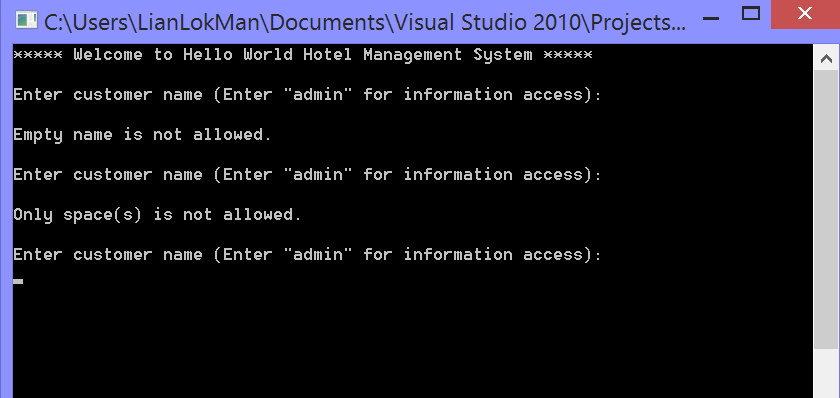 C:\Users\LianLokMan\Documents\Visual Studio 2010\Projects...
***** Welcome to Hello World Hotel Management System *****
Enter customer name (Enter "admin" for information access):
Empty name is not allowed.
Enter customer name (Enter "admin" for information access):
Only space(s) is not allowed.
Enter customer name (Enter "admin" for information access):